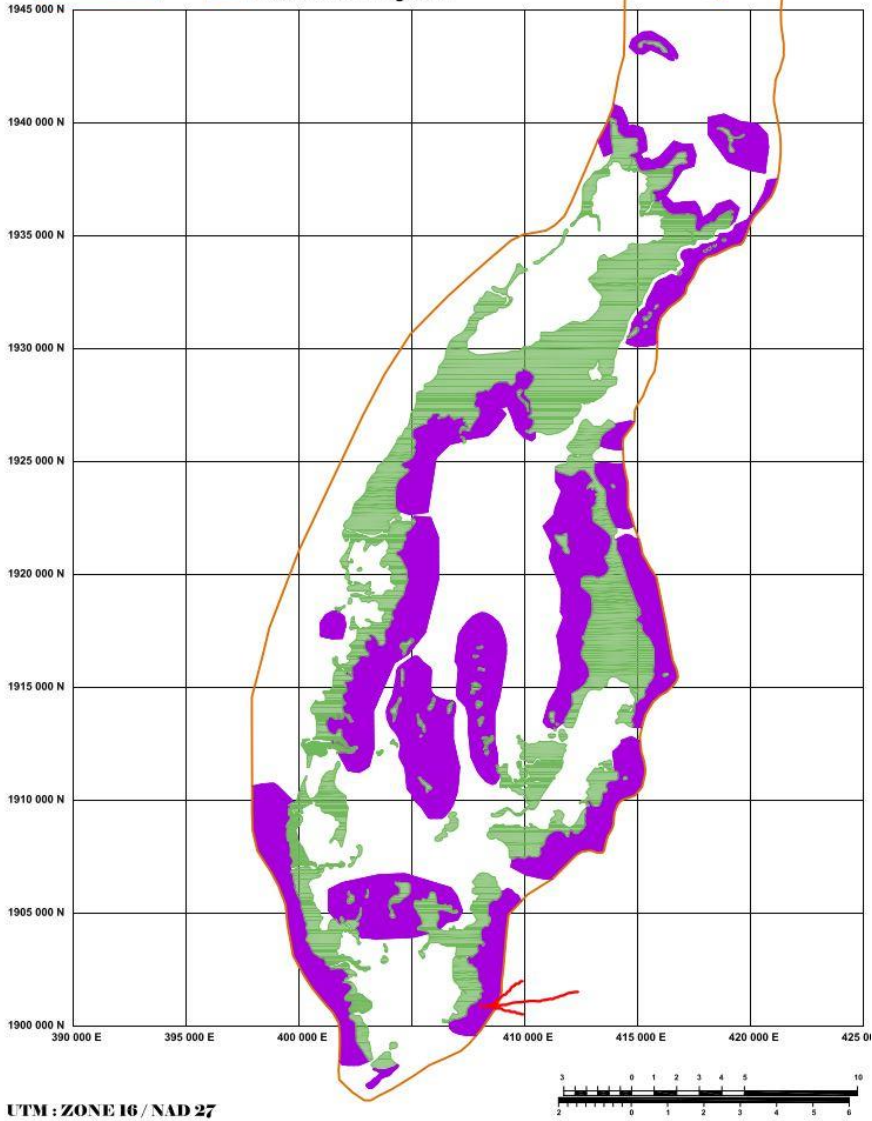 1945 000 N
1940 000 N
1935 000 N
1930 000 N
1925 000 N
1920 000 N
1915 000 N
1910 000 N
1905 000 N
1900 000 N
390 000 E 395 000 E 400 000 E 410 000 E 415 000 E 420 000 E 425 00
3 0 1 2 3 4 5 10
2 0 1 2 3 4 5 6
UTM : ZONE 16 / NAD 27